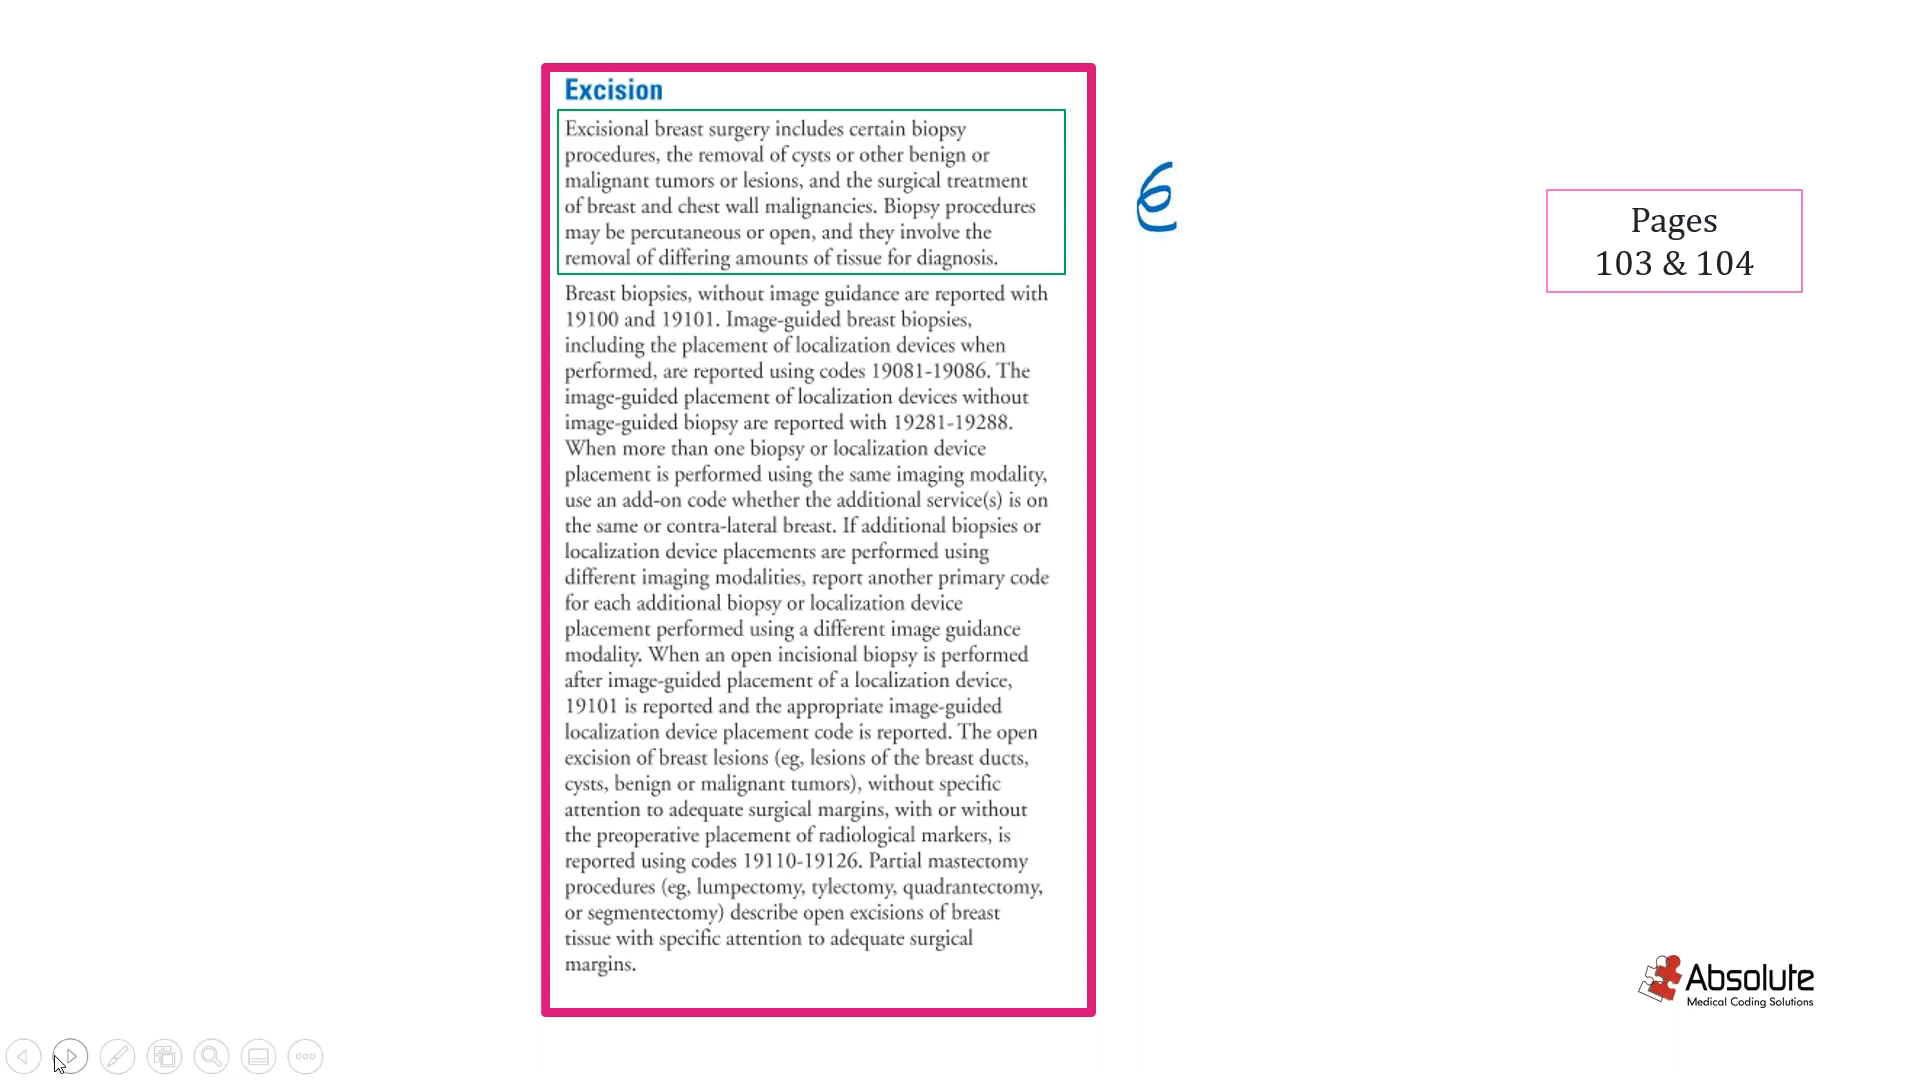 Excision
Excisional breast surgery includes certain biopsy
procedures, the removal of cysts or other benign or
malignant tumors or lesions, and the surgical treatment
of breast and chest wall malignancies. Biopsy procedures
may be percutaneous or open, and they involve the
removal of differing amounts of tissue for diagnosis.
Breast biopsies, without image guidance are reported with
19100 and 19101. Image-guided breast biopsies,
including the placement of localization devices when
performed, are reported using codes 19081-19086. The
image-guided placement of localization devices without
image-guided biopsy are reported with 19281-19288.
When more than one biopsy or localization device
placement is performed using the same imaging modality,
use an add-on code whether the additional service(s) is on
the same or contra-lateral breast. If additional biopsies or
localization device placements are performed using
different imaging modalities, report another primary code
for each additional biopsy or localization device
placement performed using a different image guidance
modality. When an open incisional biopsy is performed
after image-guided placement of a localization device,
19101 is reported and the appropriate image-guided
localization device placement code is reported. The open
excision of breast lesions (eg, lesions of the breast ducts,
cysts, benign or malignant tumors), without specific
attention to adequate surgical margins, with or without
the preoperative placement of radiological markers, is
reported using codes 19110-19126. Partial mastectomy
procedures (eg, lumpectomy, tylectomy, quadrantectomy,
or segmentectomy) describe open excisions of breast
tissue with specific attention to adequate surgical
margins.
Pages
103 & 104
Absolute
Medical Coding Solutions